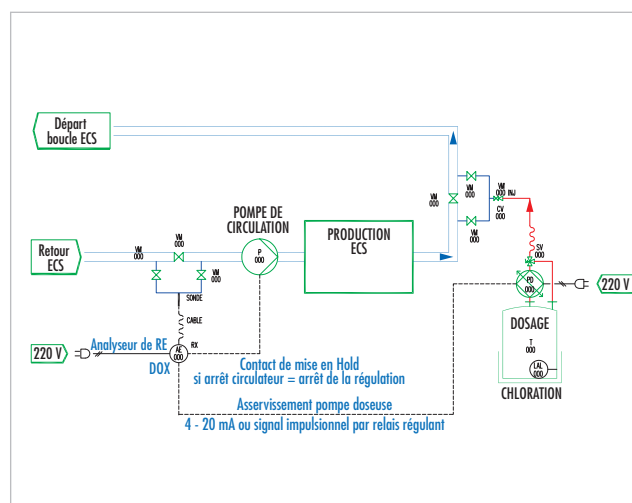 Départ
boucle ECS
VM
000
VM
000
VM INJ
000
CV
000
VM
000
POMPE DE
CIRCULATION
PRODUCTION
ECS
Retour
ECS
VM
000
VM
000
VM
000
P
000
SV
000
PD
000
220 V
SONDE
CABLE
DOSAGE
220 V
Analyseur de RE
AE
000
RX
DOX
T
000
LAL
000
Contact de mise en Hold
si arrêt circulateur = arrêt de la régulation
CHLORATION
Asservissement pompe doseuse
4 - 20 mA ou signal impulsionnel par relais régulant